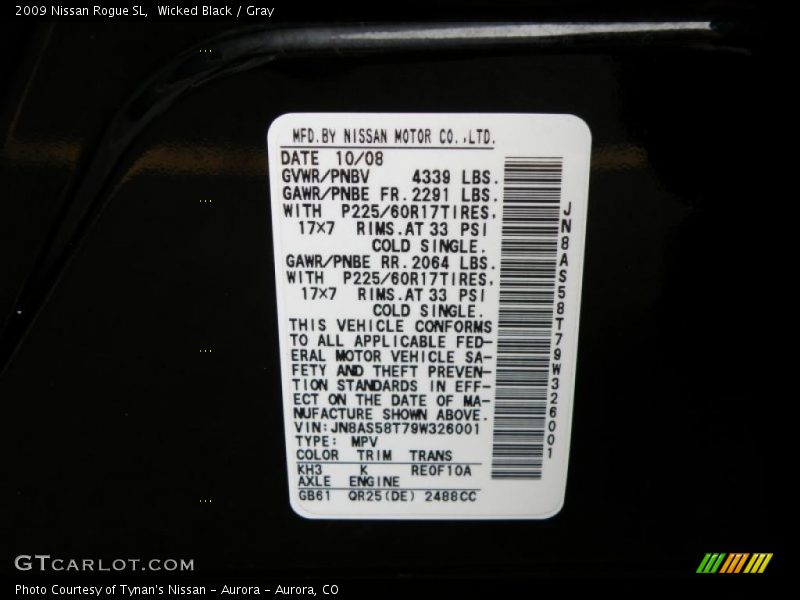 2009 Nissan Rogue SL,  Wicked Black / Gray
MFD.BY NISSAN MOTOR CO.,LTD.
DATE 10/08
GVWR/PNBV 4339 LBS.
GAWR/PNBE FR. 2291 LBS.
WITH P225/60R17TIRES,
17×7 RIMS.AT 33 PSI
COLD SINGLE.
GAWR/PNBE RR. 2064 LBS.
WITH P225/60R17TIRES,
17×7 RIMS.AT 33 PSI
COLD SINGLE.
THIS VEHICLE CONFORMS
TO ALL APPLICABLE FED-
ERAL MOTOR VEHICLE SA-
FETY AND THEFT PREVEN-
TION STANDARDS IN EFF-
ECT ON THE DATE OF MA-
NUFACTURE SHOWN ABOVE.
VIN:JN8AS58T79W326001
TYPE: MPV
COLOR TRIM TRANS
KH3 K RE0F10A
AXLE ENGINE
GB61 QR25(DE) 2488CC
JN8AS58T79W326001
GTCARLOT.COM
Photo Courtesy of Tynan's Nissan - Aurora - Aurora, CO